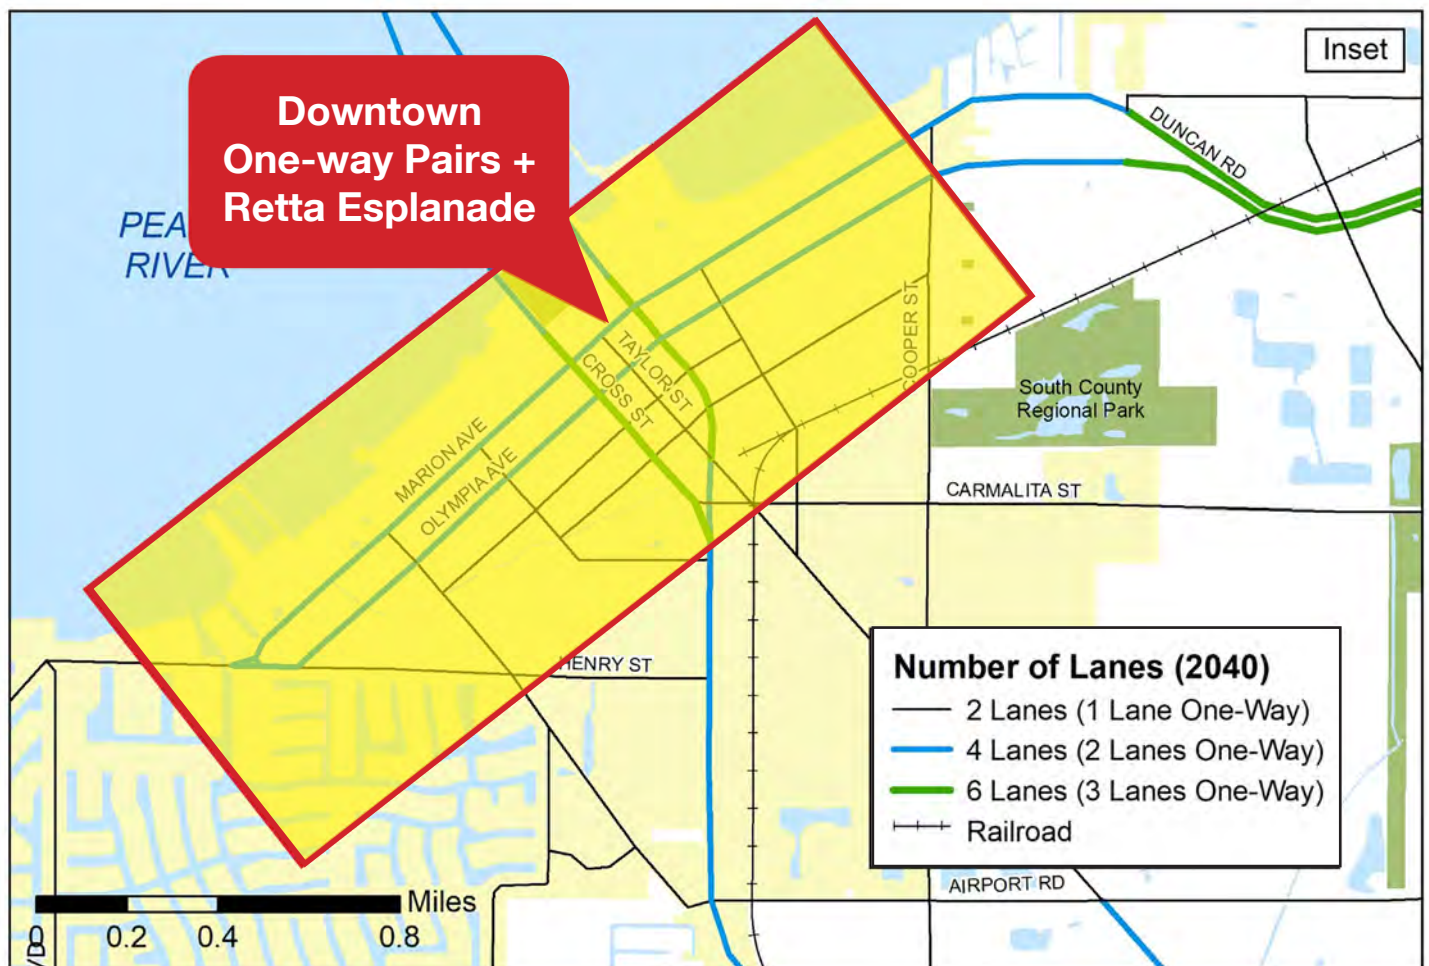 Inset
Downtown
One-way Pairs +
Retta Esplanade
PEA
RIVER
DUNCAN RD
TAYLOR ST
CROSS ST
COOPER ST
MARION AVE
OLYMPIA AVE
South County
Regional Park
CARMALITA ST
HENRY ST
Number of Lanes (2040)
2 Lanes (1 Lane One-Way)
4 Lanes (2 Lanes One-Way)
6 Lanes (3 Lanes One-Way)
Railroad
AIRPORT RD
Miles
0 0.2 0.4 0.8